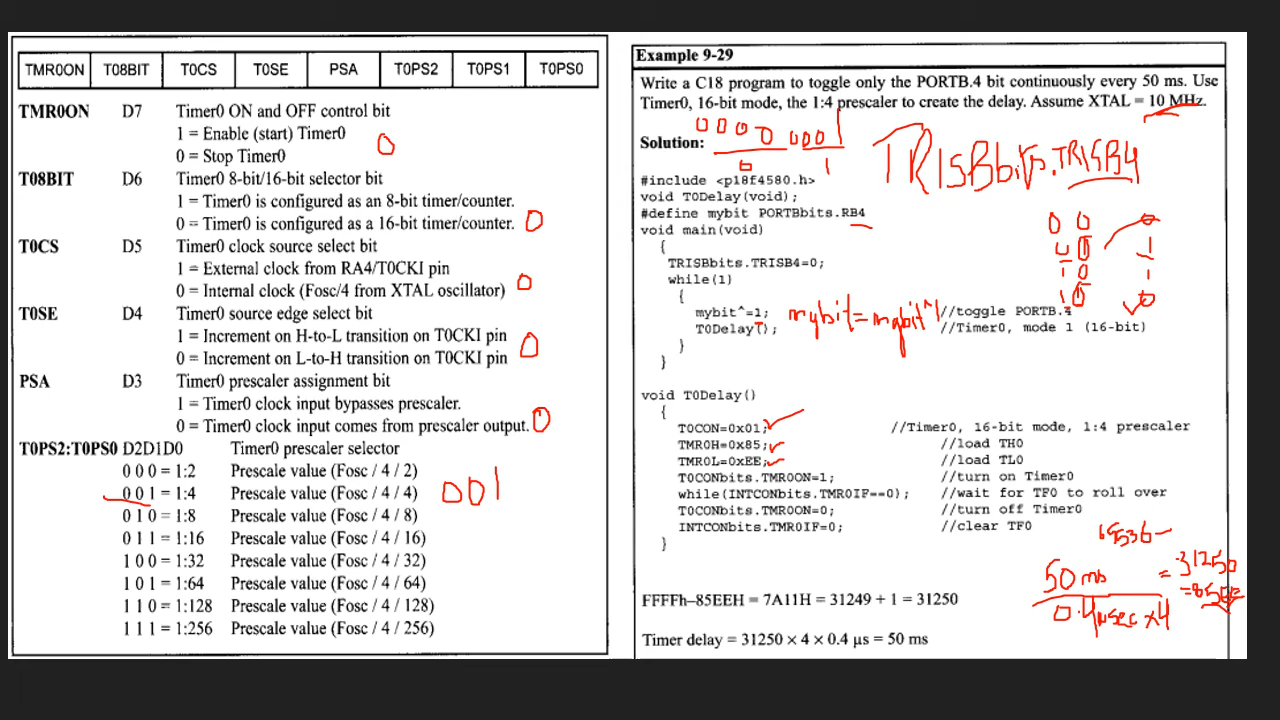 TMR0ON T08BIT T0CS T0SE PSA T0PS2 T0PS1 T0PS0
TMR0ON D7 Timer0 ON and OFF control bit
1 = Enable (start) Timer0
0 = Stop Timer0
0
T08BIT D6 Timer0 8-bit/16-bit selector bit
1 = Timer0 is configured as an 8-bit timer/counter.
0 = Timer0 is configured as a 16-bit timer/counter. 0
T0CS D5 Timer0 clock source select bit
1 = External clock from RA4/T0CKI pin
0 = Internal clock (Fosc/4 from XTAL oscillator) 0
T0SE D4 Timer0 source edge select bit
1 = Increment on H-to-L transition on T0CKI pin
0 = Increment on L-to-H transition on T0CKI pin 0
PSA D3 Timer0 prescaler assignment bit
1 = Timer0 clock input bypasses prescaler.
0 = Timer0 clock input comes from prescaler output. 0
T0PS2:T0PS0 D2D1D0 Timer0 prescaler selector
0 0 0 = 1:2 Prescale value (Fosc / 4 / 2)
0 0 1 = 1:4 Prescale value (Fosc / 4 / 4) 001
0 1 0 = 1:8 Prescale value (Fosc / 4 / 8)
0 1 1 = 1:16 Prescale value (Fosc / 4 / 16)
1 0 0 = 1:32 Prescale value (Fosc / 4 / 32)
1 0 1 = 1:64 Prescale value (Fosc / 4 / 64)
1 1 0 = 1:128 Prescale value (Fosc / 4 / 128)
1 1 1 = 1:256 Prescale value (Fosc / 4 / 256)
Example 9-29
Write a C18 program to toggle only the PORTB.4 bit continuously every 50 ms. Use
Timer0, 16-bit mode, the 1:4 prescaler to create the delay. Assume XTAL = 10 MHz.
0000 0001
Solution:
0 1
TRISBbits.TRISB4
#include <p18f4580.h>
void T0Delay(void);
#define mybit PORTBbits.RB4
void main(void)
{
TRISBbits.TRISB4=0;
while(1)
{
0 0 0
0 1
1 0 1
1 0
mybit^=1; mybit=mybit^1 //toggle PORTB.4
T0Delay(); //Timer0, mode 1 (16-bit)
}
}
void T0Delay()
{
T0CON=0x01; //Timer0, 16-bit mode, 1:4 prescaler
TMR0H=0x85; //load TH0
TMR0L=0xEE; //load TL0
T0CONbits.TMR0ON=1; //turn on Timer0
while(INTCONbits.TMR0IF==0); //wait for TF0 to roll over
T0CONbits.TMR0ON=0; //turn off Timer0
INTCONbits.TMR0IF=0; //clear TF0
}
65536-
50 ms = 31250
0.4μsec x4
FFFFh–85EEH = 7A11H = 31249 + 1 = 31250
Timer delay = 31250 × 4 × 0.4 μs = 50 ms